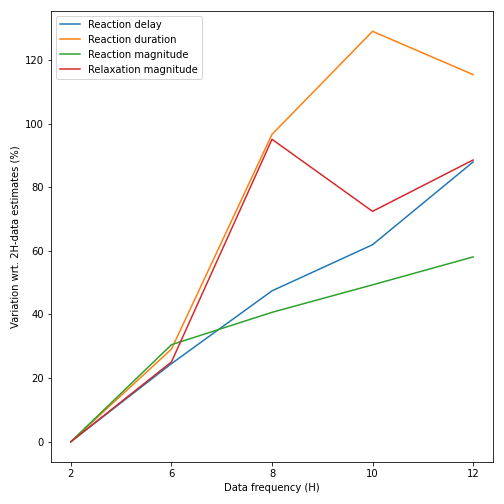 Reaction delay
Reaction duration
Reaction magnitude
Relaxation magnitude
120
100
80
60
40
20
0
Variation wrt. 2H-data estimates (%)
2
6
8
10
12
Data frequency (H)